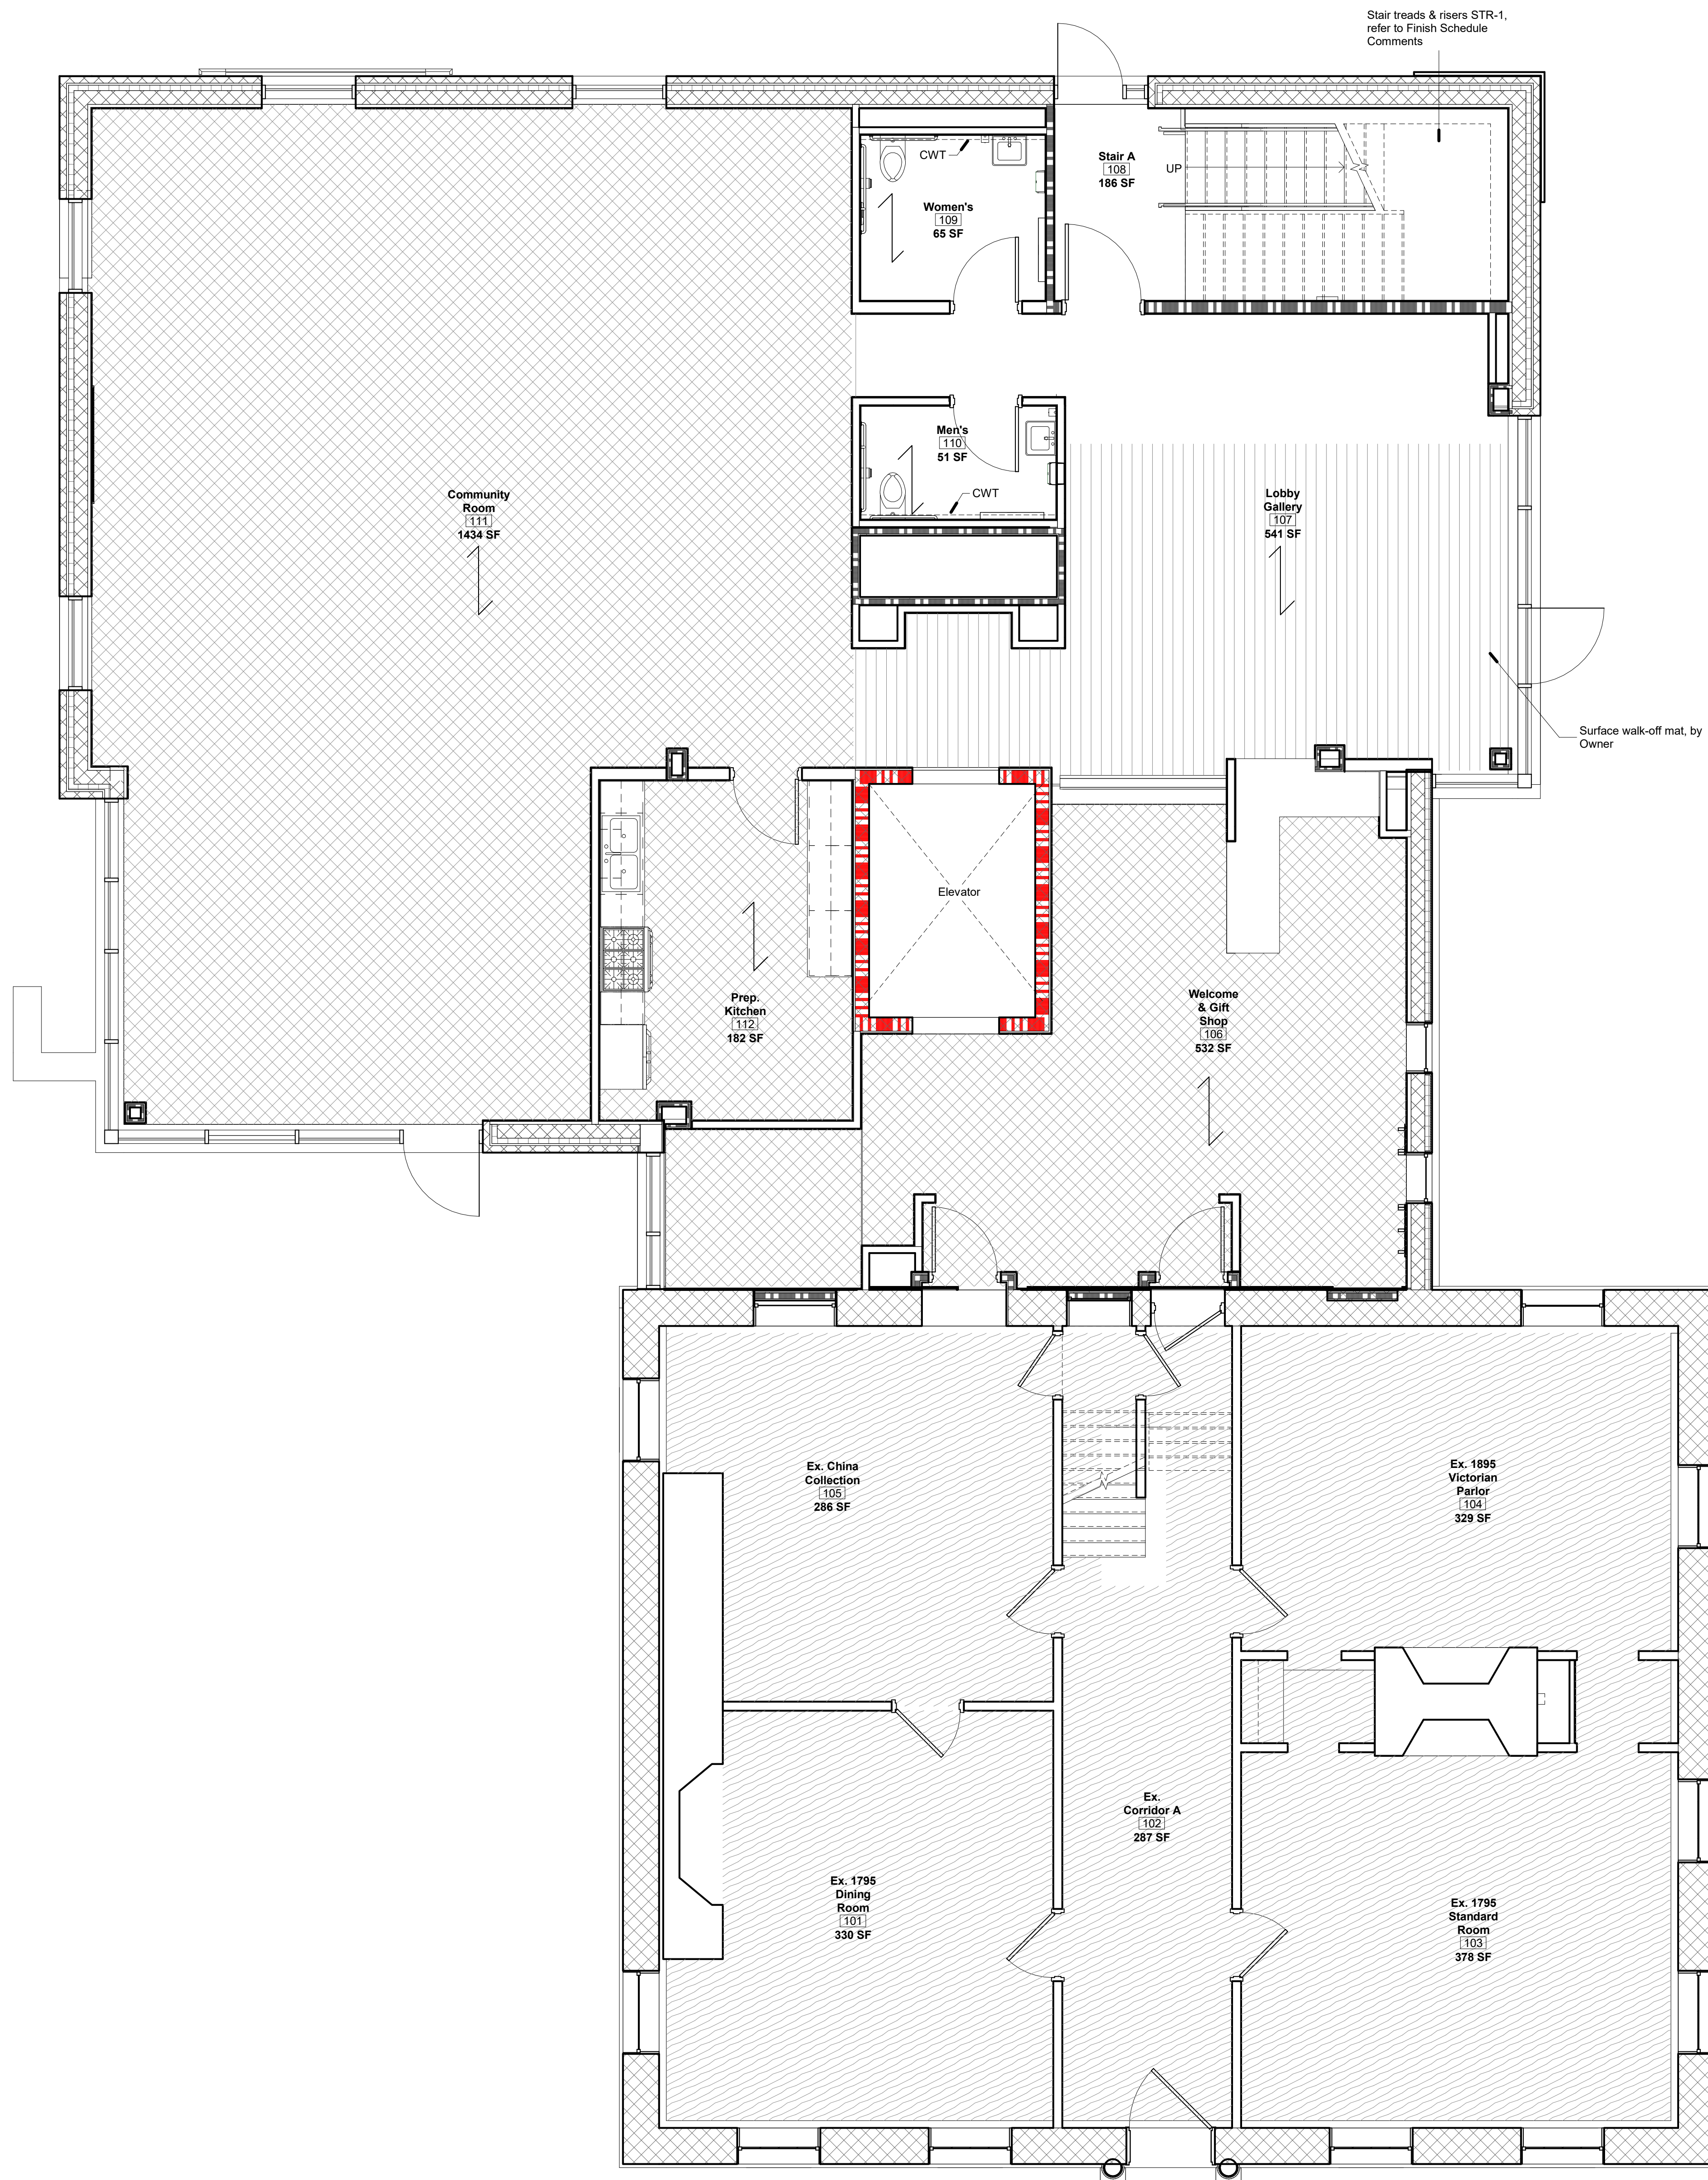 Stair treads & risers STR-1,
refer to Finish Schedule
Comments
CWT
Stair A
108
186 SF
UP
Women's
109
65 SF
Men's
110
51 SF
CWT
Community
Room
111
1434 SF
Lobby
Gallery
107
541 SF
Surface walk-off mat, by
Owner
Elevator
Prep.
Kitchen
112
182 SF
Welcome
& Gift
Shop
106
532 SF
Ex. China
Collection
105
286 SF
Ex. 1895
Victorian
Parlor
104
329 SF
Ex.
Corridor A
102
287 SF
Ex. 1795
Dining
Room
101
330 SF
Ex. 1795
Standard
Room
103
378 SF